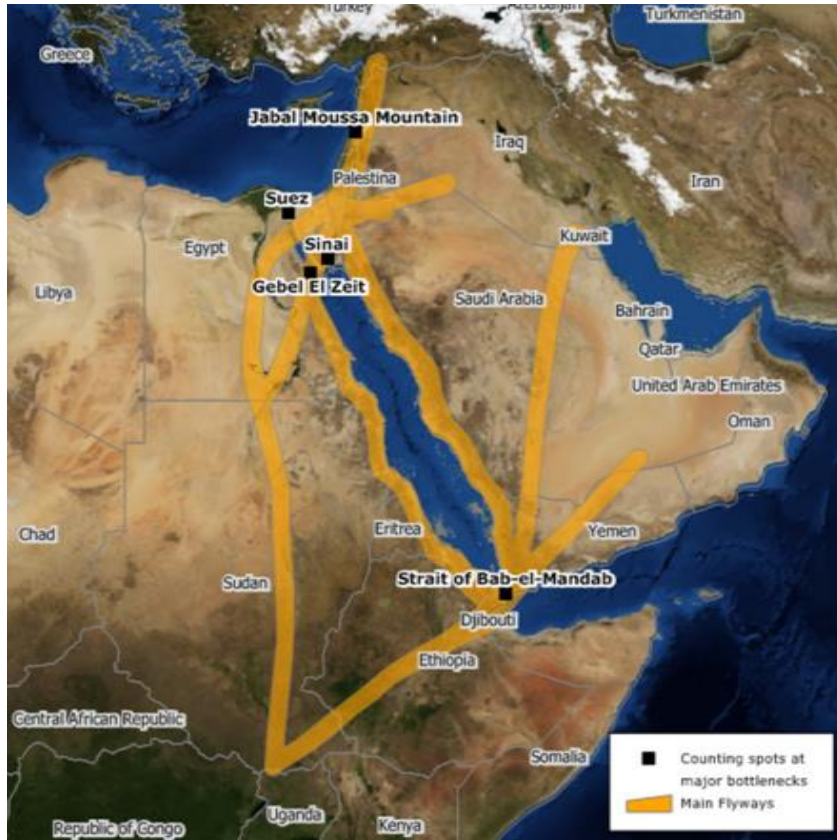 Turkey
Azerbaijan
Turkmenistan
Greece
Jabal Moussa Mountain
Iraq
Iran
Palestina
Suez
Egypt
Sinai
Kuwait
Gebel El Zeit
Libya
Saudi Arabia
Bahrain
Qatar
United Arab Emirates
Oman
Chad
Eritrea
Yemen
Sudan
Strait of Bab-el-Mandab
Djibouti
Ethiopia
Central African Republic
Somalia
Uganda
Republic of Congo
Kenya
Counting spots at
major bottlenecks
Main Flyways